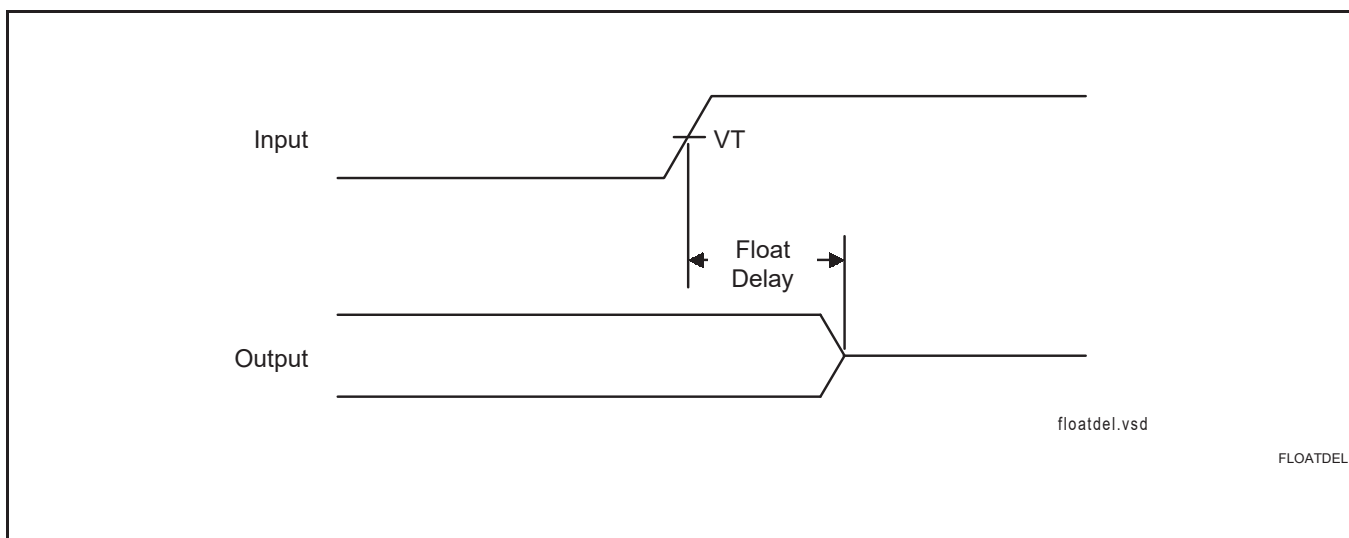 Input
VT
Float
Delay
Output
floatdel.vsd
FLOATDEL